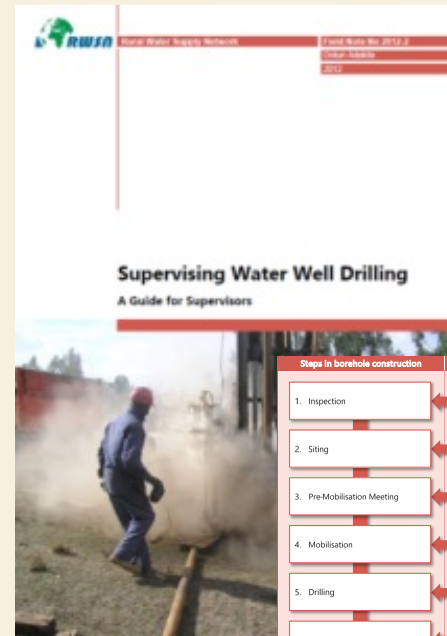 RWSN
Rural Water Supply Network
Field Note No 2012.2
2012
Supervising Water Well Drilling
A Guide for Supervisors
Steps in borehole construction
1. Inspection
2. Siting
3. Pre-Mobilisation Meeting
4. Mobilisation
5. Drilling